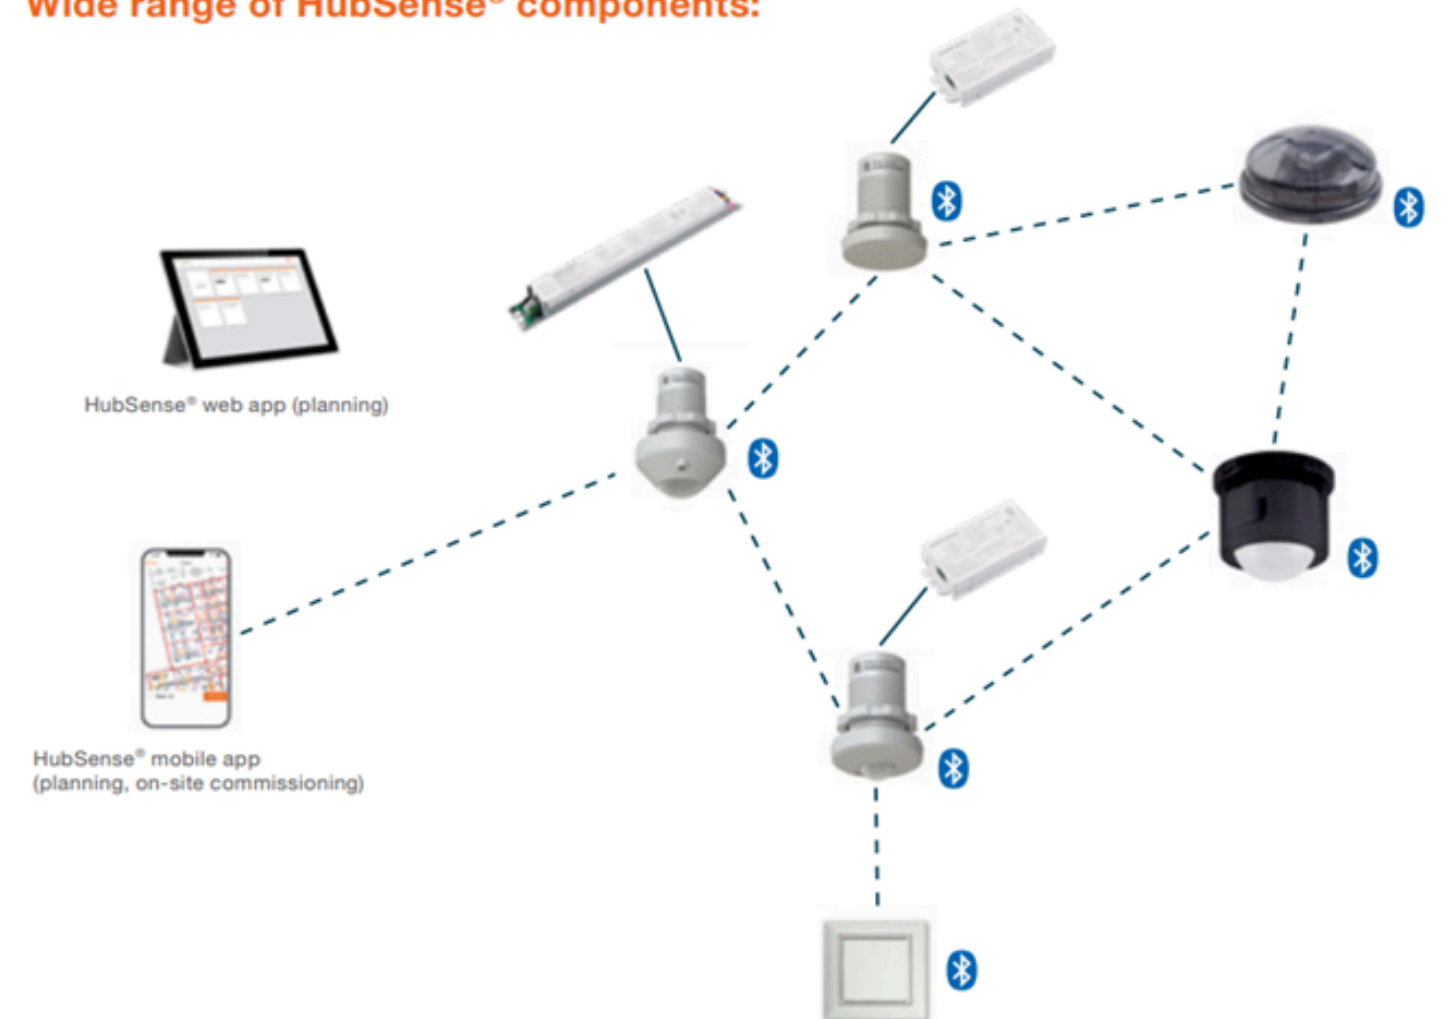 Wide range of HubSense® components:
HubSense® web app (planning)
HubSense® mobile app
(planning, on-site commissioning)